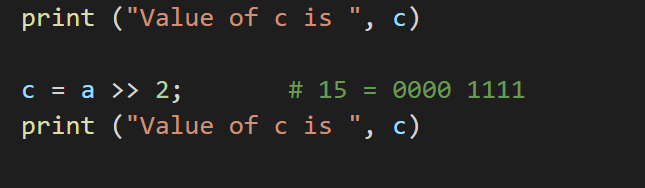 print ("Value of c is ", c)
c = a >> 2;       # 15 = 0000 1111
print ("Value of c is ", c)